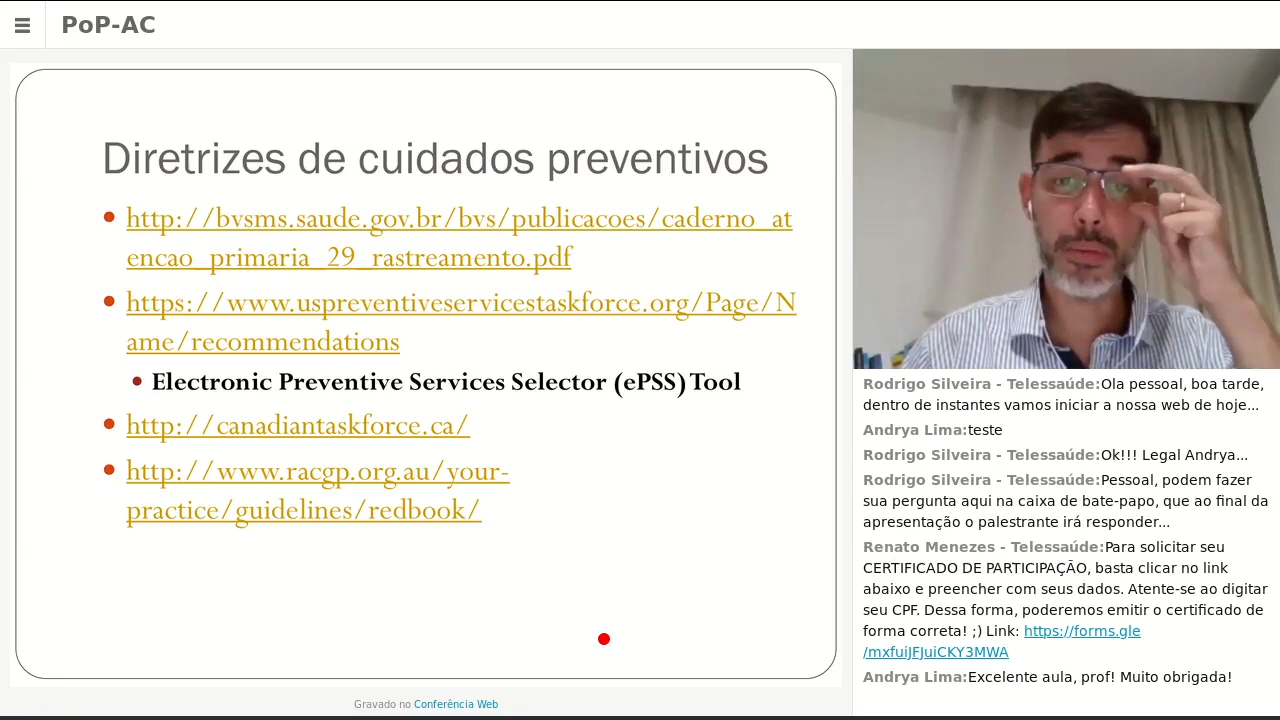 PoP-AC
Diretrizes de cuidados preventivos
http://bvsms.saude.gov.br/bvs/publicacoes/caderno_at
encao_primaria_29_rastreamento.pdf
https://www.uspreventiveservicestaskforce.org/Page/N
ame/recommendations
Electronic Preventive Services Selector (ePSS) Tool
http://canadiantaskforce.ca/
http://www.racgp.org.au/your-
practice/guidelines/redbook/
Gravado no Conferência Web
Rodrigo Silveira - Telessaúde:Ola pessoal, boa tarde,
dentro de instantes vamos iniciar a nossa web de hoje...
Andrya Lima:teste
Rodrigo Silveira - Telessaúde:Ok!!! Legal Andrya...
Rodrigo Silveira - Telessaúde:Pessoal, podem fazer
sua pergunta aqui na caixa de bate-papo, que ao final da
apresentação o palestrante irá responder...
Renato Menezes - Telessaúde:Para solicitar seu
CERTIFICADO DE PARTICIPAÇÃO, basta clicar no link
abaixo e preencher com seus dados. Atente-se ao digitar
seu CPF. Dessa forma, poderemos emitir o certificado de
forma correta! ;) Link: https://forms.gle
/mxfuiJFJuiCKY3MWA
Andrya Lima:Excelente aula, prof! Muito obrigada!